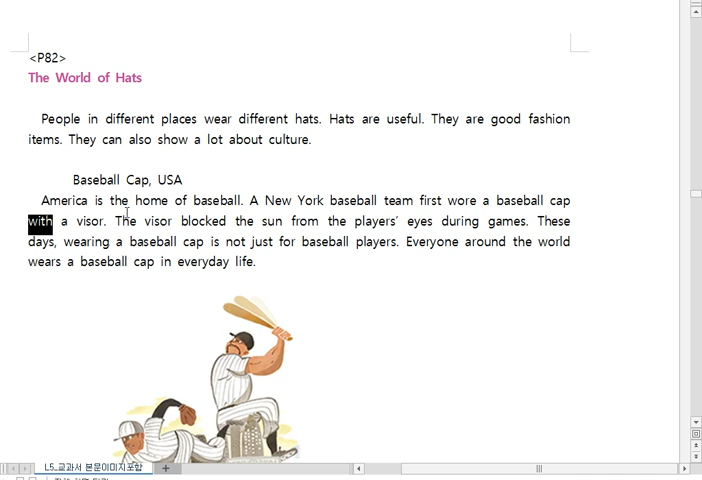 <P82>
The World of Hats
People in different places wear different hats. Hats are useful. They are good fashion
items. They can also show a lot about culture.
Baseball Cap, USA
America is the home of baseball. A New York baseball team first wore a baseball cap
with a visor. The visor blocked the sun from the players' eyes during games. These
days, wearing a baseball cap is not just for baseball players. Everyone around the world
wears a baseball cap in everyday life.
L5_교과서 본문이미지포함